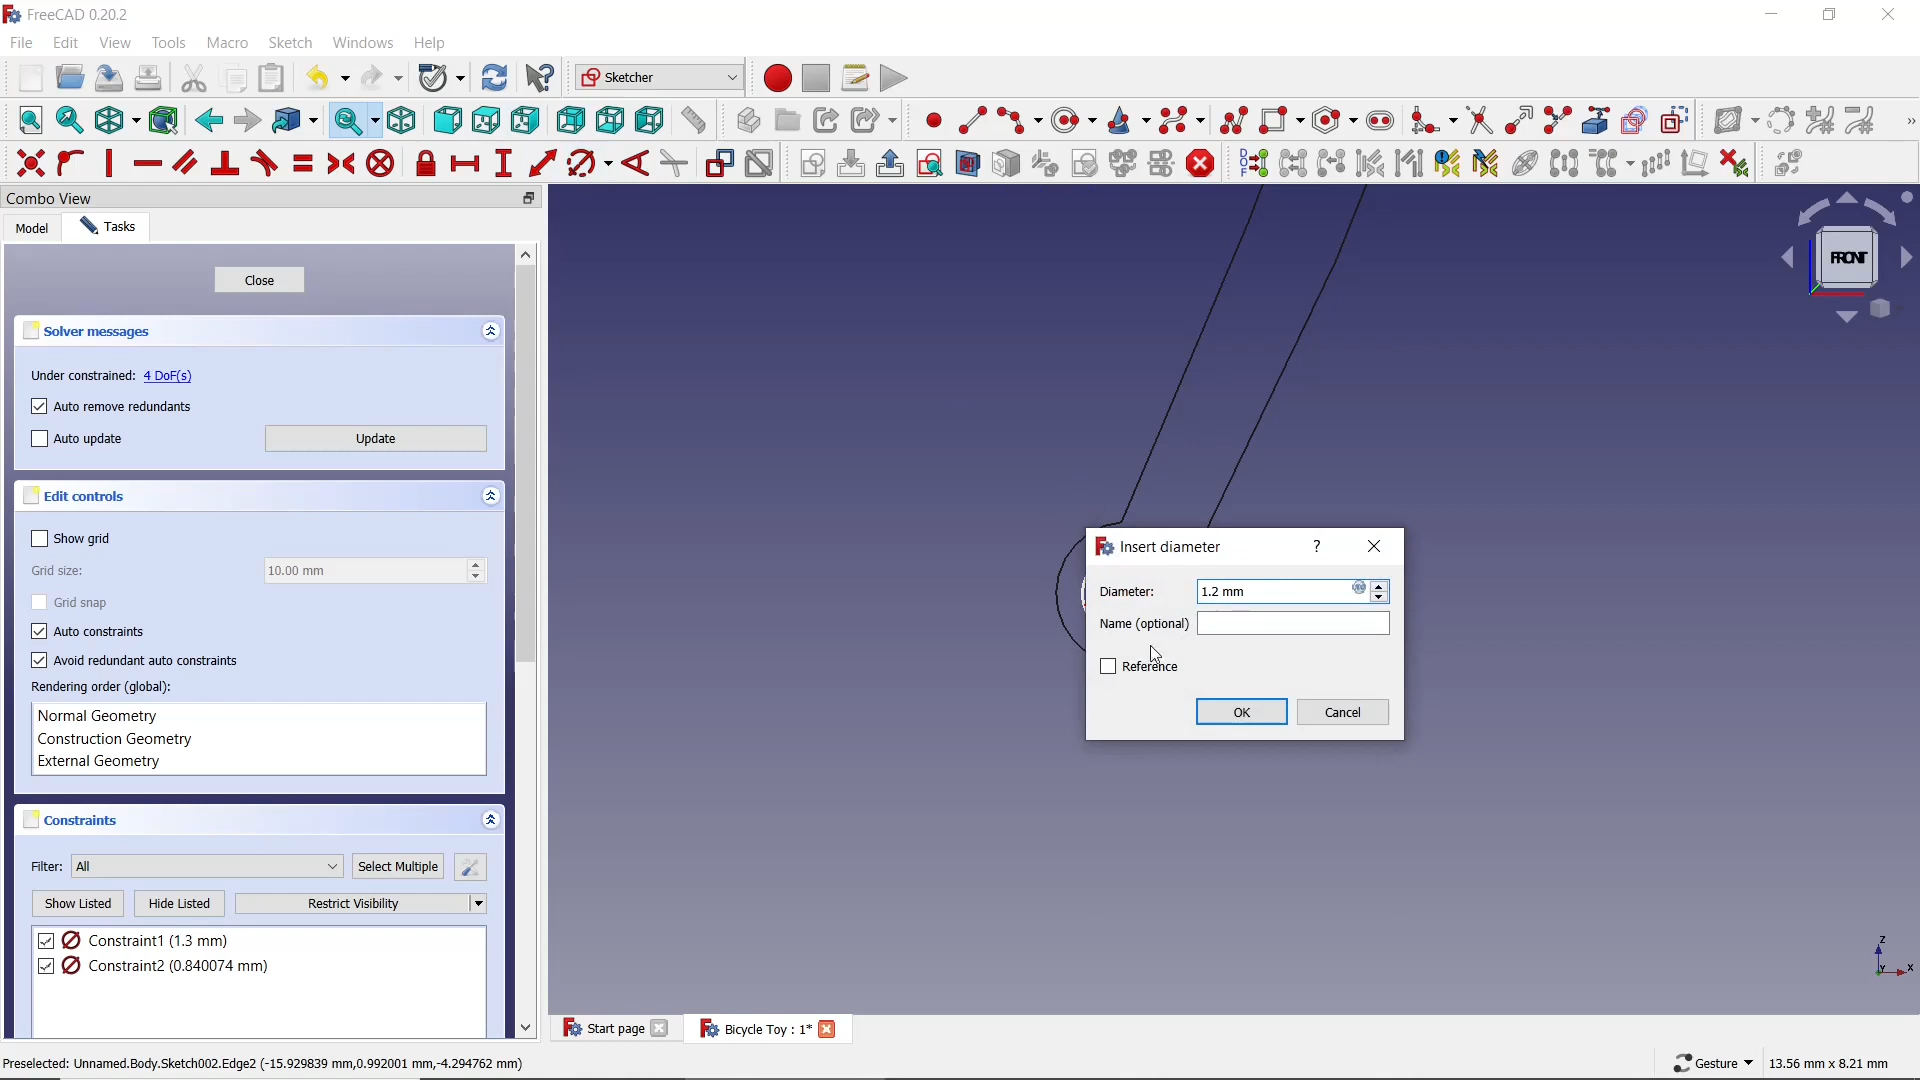 FreeCAD 0.20.2
File Edit View Tools Macro Sketch Windows Help
Sketcher
Combo View
Model Tasks
Close
Solver messages
Under constrained: 4 DoF(s)
Auto remove redundants
Auto update Update
Edit controls
Show grid
Grid size: 10.00 mm
Grid snap
Auto constraints
Avoid redundant auto constraints
Rendering order (global):
Normal Geometry
Construction Geometry
External Geometry
Constraints
Filter: All Select Multiple
Show Listed Hide Listed Restrict Visibility
Constraint1 (1.3 mm)
Constraint2 (0.840074 mm)
FRONT
Insert diameter ?
Diameter: 1.2 mm
Name (optional)
Reference
OK Cancel
Z
Y X
Start page Bicycle Toy : 1*
Preselected: Unnamed.Body.Sketch002.Edge2 (-15.929839 mm,0.992001 mm,-4.294762 mm)
Gesture 13.56 mm x 8.21 mm